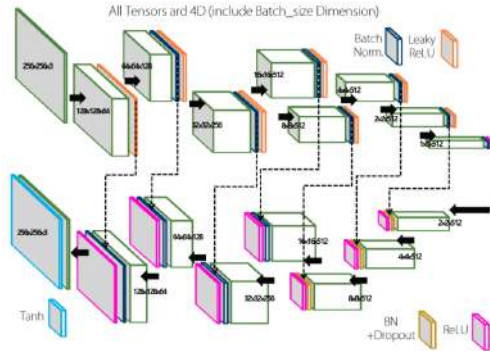 All Tensors ard 4D (include Batch_size Dimension)
Batch Norm.
Leaky ReLU
256x256x3
128x128x64
64x64x128
32x32x256
16x16x512
8x8x512
4x4x512
2x2x512
1x1x512
256x256x3
128x128x64
64x64x128
32x32x256
16x16x512
8x8x512
4x4x512
2x2x512
Tanh
BN
+Dropout
ReLU